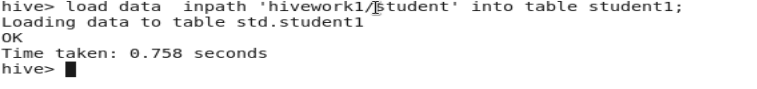 hive> load data  inpath 'hivework1/student' into table student1;
Loading data to table std.student1
OK
Time taken: 0.758 seconds
hive>